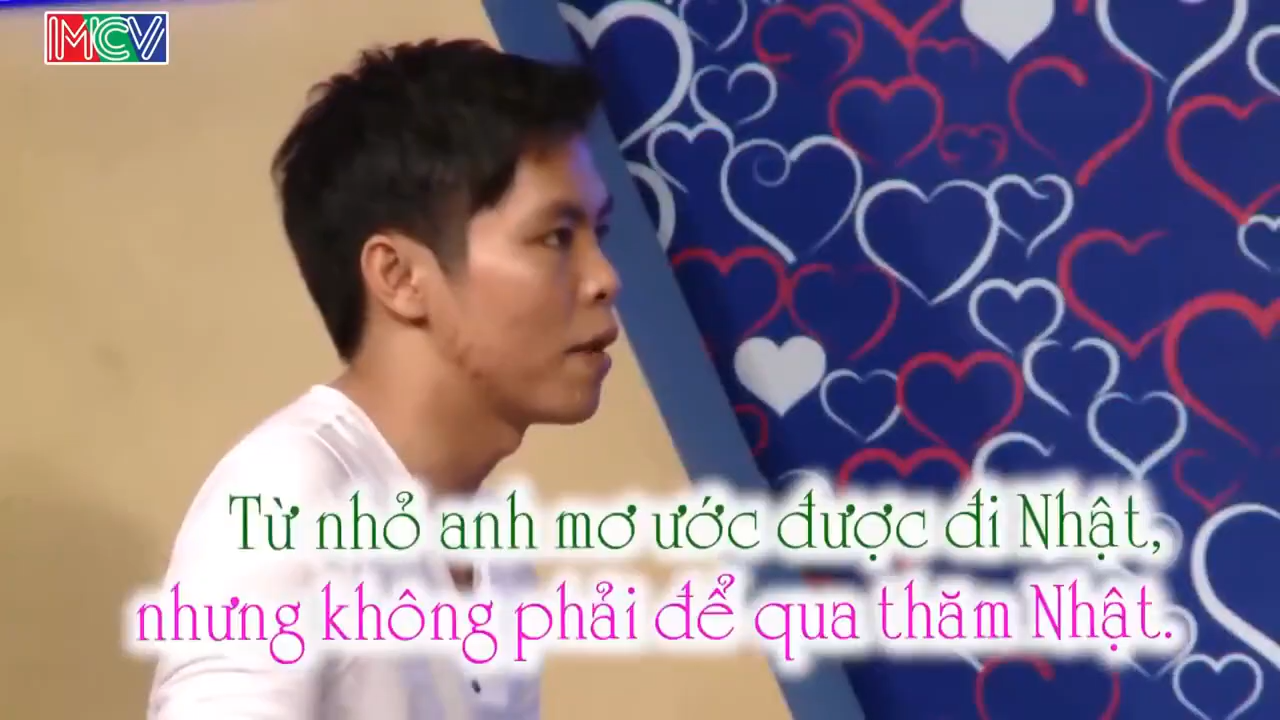 MCV
Từ nhỏ anh mơ ước được đi Nhật,
nhưng không phải để qua thăm Nhật.